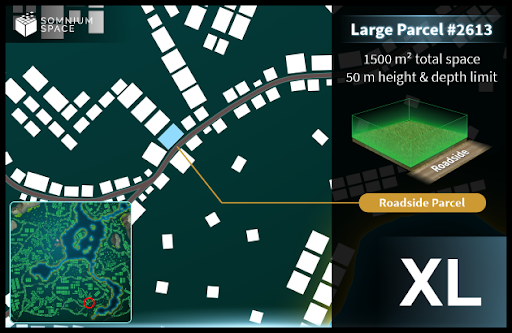 SOMNIUM
SPACE
Large Parcel #2613
1500 m² total space
50 m height & depth limit
Roadside
Roadside Parcel
XL